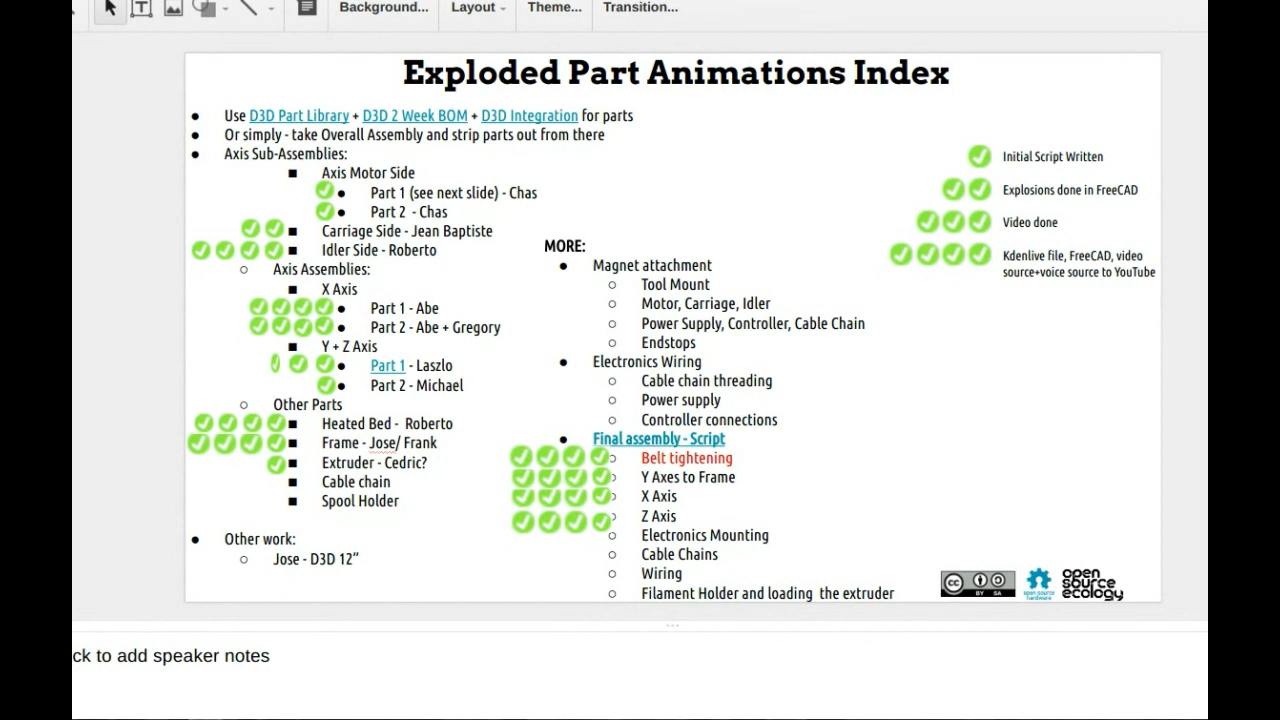 Background... Layout Theme... Transition...
Exploded Part Animations Index
● Use D3D Part Library + D3D 2 Week BOM + D3D Integration for parts
● Or simply - take Overall Assembly and strip parts out from there
● Axis Sub-Assemblies:
■ Axis Motor Side
● Part 1 (see next slide) - Chas
● Part 2 - Chas
■ Carriage Side - Jean Baptiste
■ Idler Side - Roberto
○ Axis Assemblies:
■ X Axis
● Part 1 - Abe
● Part 2 - Abe + Gregory
■ Y + Z Axis
● Part 1 - Laszlo
● Part 2 - Michael
○ Other Parts
■ Heated Bed - Roberto
■ Frame - Jose/ Frank
■ Extruder - Cedric?
■ Cable chain
■ Spool Holder
● Other work:
○ Jose - D3D 12”
MORE:
● Magnet attachment
○ Tool Mount
○ Motor, Carriage, Idler
○ Power Supply, Controller, Cable Chain
○ Endstops
● Electronics Wiring
○ Cable chain threading
○ Power supply
○ Controller connections
● Final assembly - Script
○ Belt tightening
○ Y Axes to Frame
○ X Axis
○ Z Axis
○ Electronics Mounting
○ Cable Chains
○ Wiring
○ Filament Holder and loading the extruder
Initial Script Written
Explosions done in FreeCAD
Video done
Kdenlive file, FreeCAD, video
source+voice source to YouTube
cc BY SA
open source
hardware
open
source
ecology
ck to add speaker notes